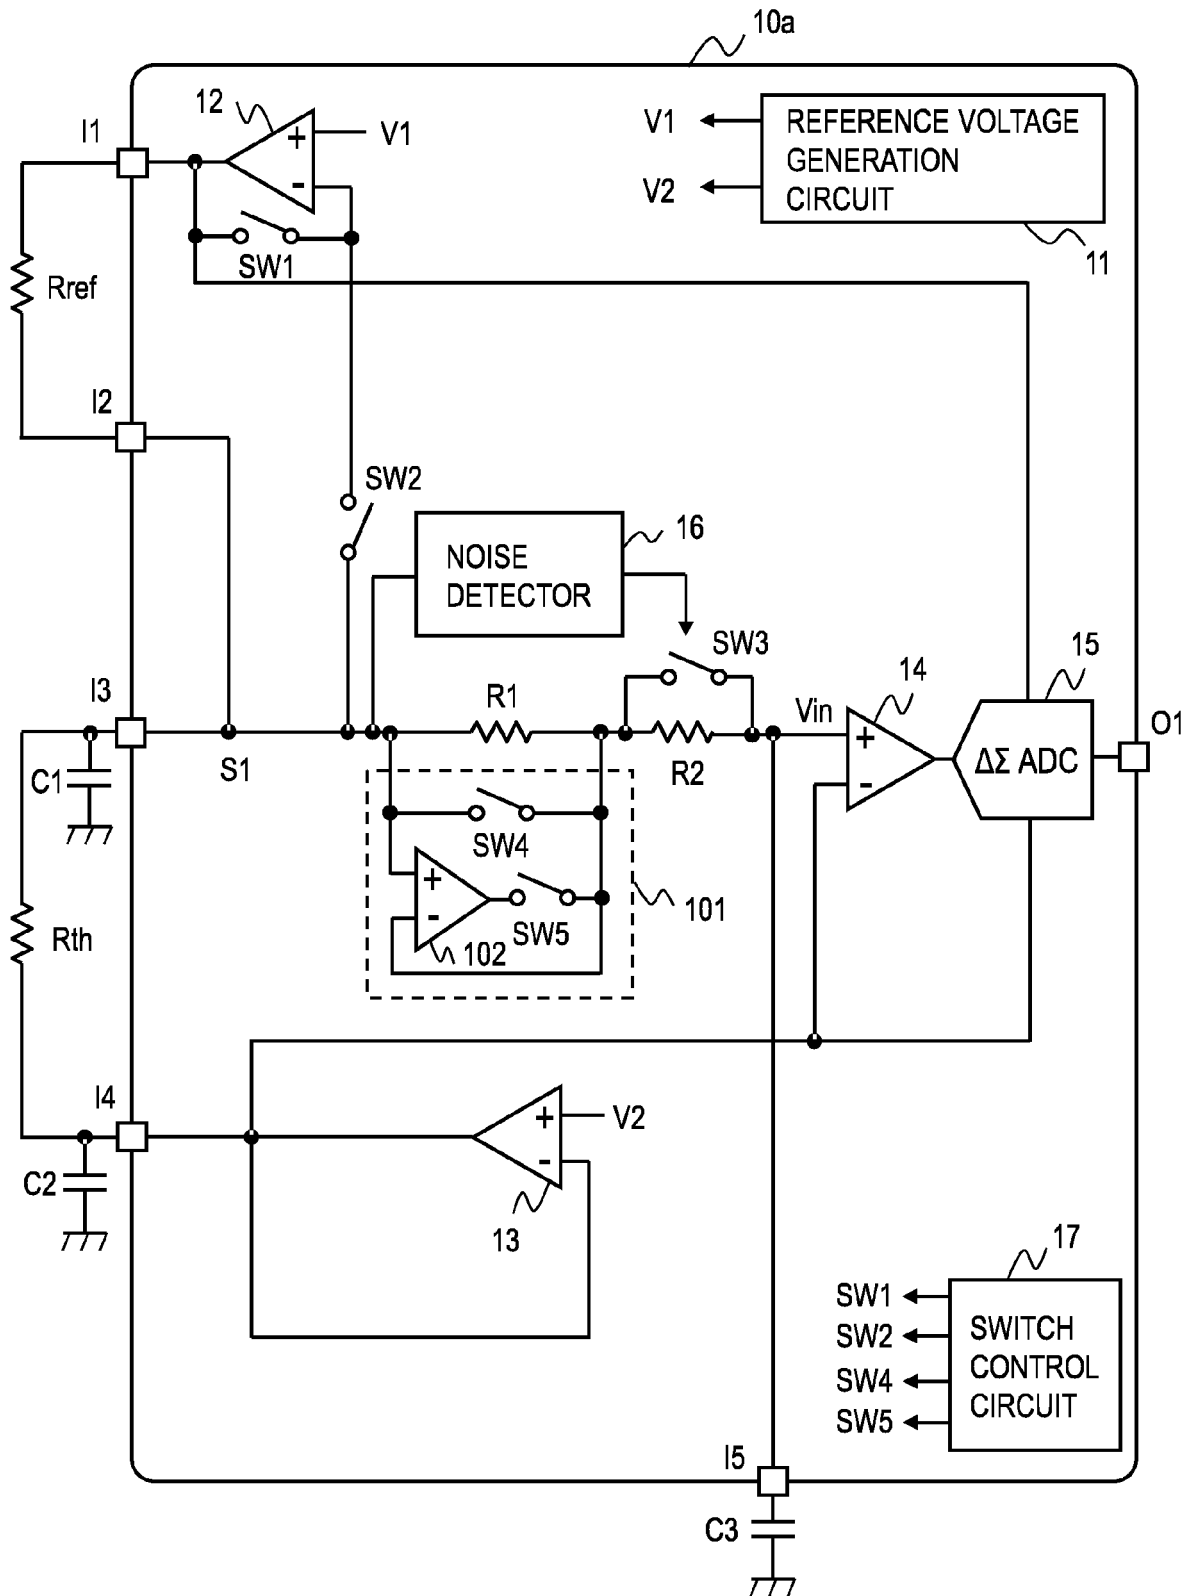 10a
12
I1
V1
V1
V2
REFERENCE VOLTAGE
GENERATION
CIRCUIT
11
+
-
SW1
Rref
I2
SW2
NOISE
DETECTOR
16
SW3
15
14
I3
R1
Vin
O1
C1
S1
R2
+
-
ΔΣ ADC
SW4
+
-
SW5
101
102
Rth
I4
+
-
V2
C2
13
17
SW1
SW2
SW4
SW5
SWITCH
CONTROL
CIRCUIT
I5
C3